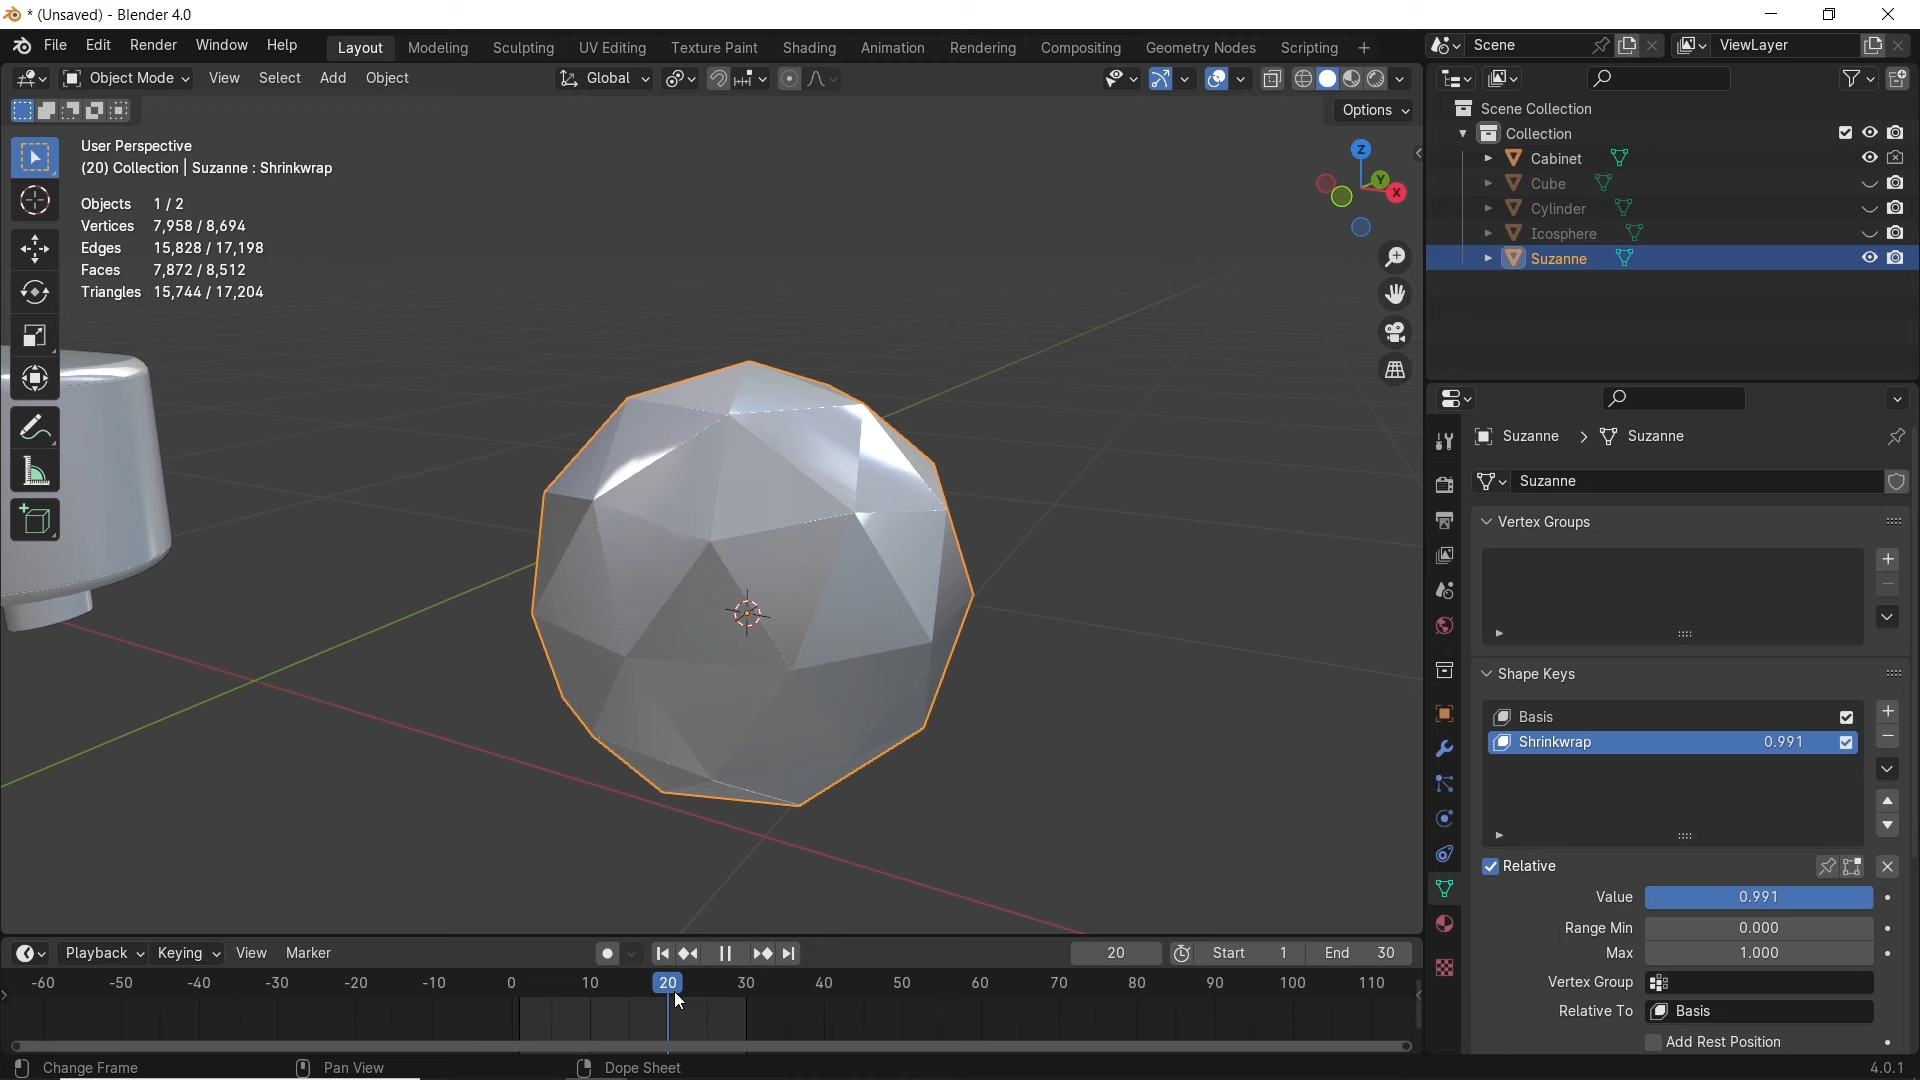 * (Unsaved) - Blender 4.0
File Edit Render Window Help Layout Modeling Sculpting UV Editing Texture Paint Shading Animation Rendering Compositing Geometry Nodes Scripting + Scene ViewLayer
Object Mode View Select Add Object Global
Options
User Perspective
(20) Collection | Suzanne : Shrinkwrap
Objects 1 / 2
Vertices 7,958 / 8,694
Edges 15,828 / 17,198
Faces 7,872 / 8,512
Triangles 15,744 / 17,204
Z
Y
X
Scene Collection
Collection
Cabinet
Cube
Cylinder
Icosphere
Suzanne
Suzanne > Suzanne
Suzanne
Vertex Groups
Shape Keys
Basis
Shrinkwrap 0.991
Relative
Value 0.991
Range Min 0.000
Max 1.000
Vertex Group
Relative To Basis
Add Rest Position
Playback Keying View Marker 20 Start 1 End 30
-60 -50 -40 -30 -20 -10 0 10 20 30 40 50 60 70 80 90 100 110
Change Frame Pan View Dope Sheet 4.0.1